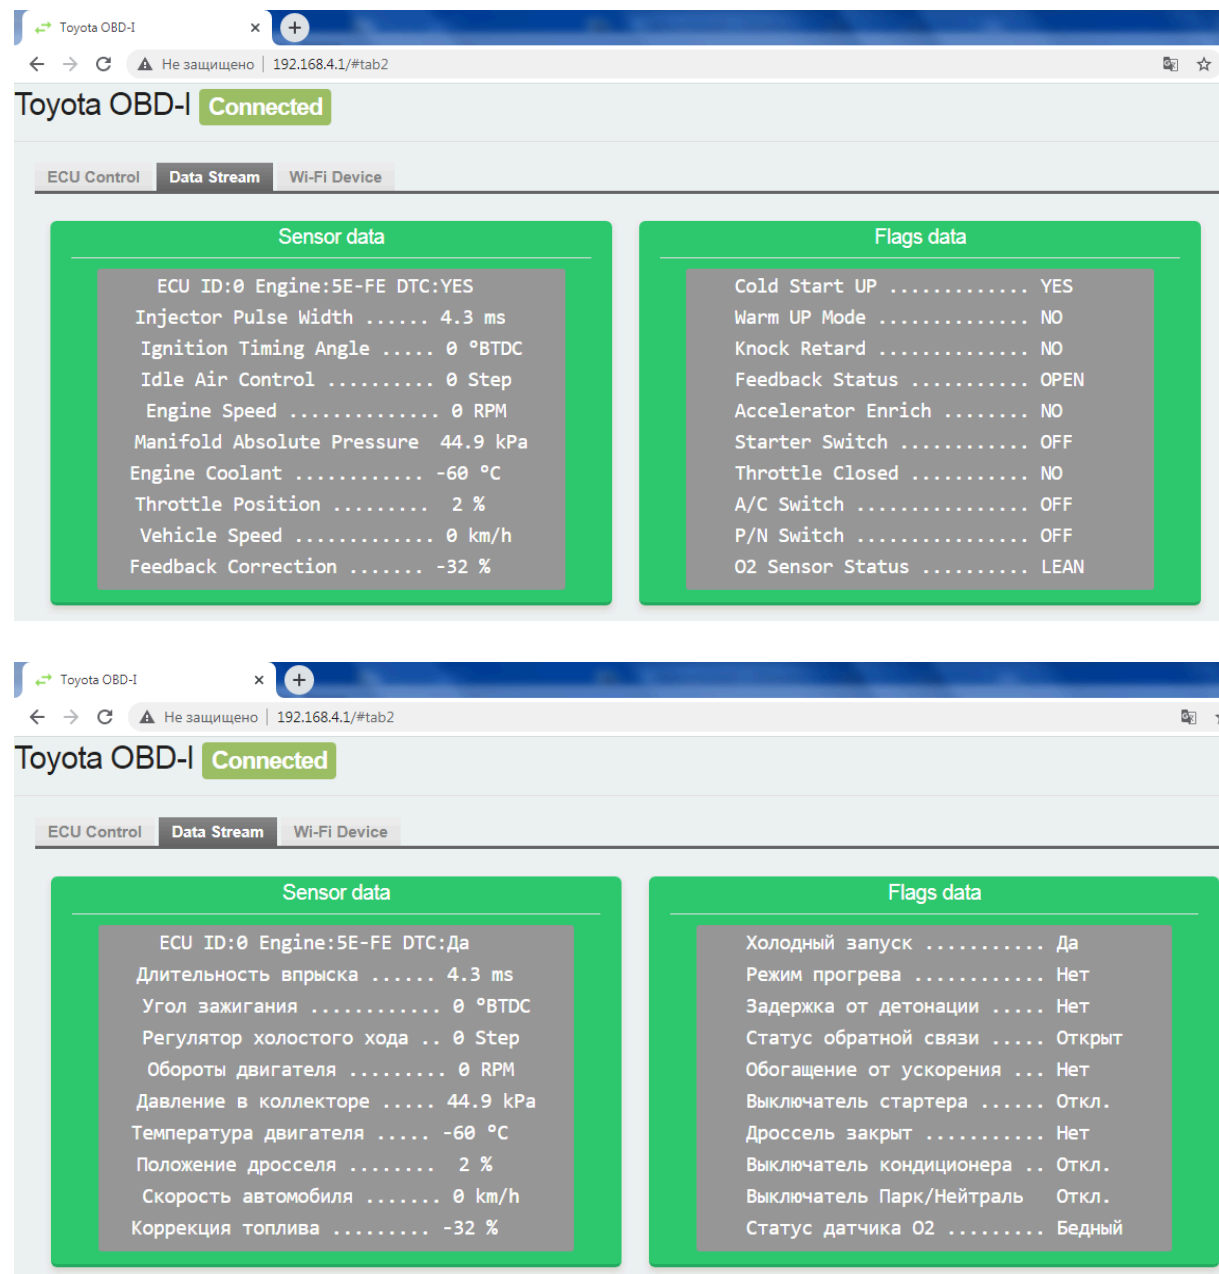 Toyota OBD-I
Не защищено | 192.168.4.1/#tab2
Toyota OBD-I Connected
ECU Control Data Stream Wi-Fi Device
Sensor data
ECU ID:0 Engine:5E-FE DTC:YES
Injector Pulse Width ...... 4.3 ms
Ignition Timing Angle ..... 0 °BTDC
Idle Air Control .......... 0 Step
Engine Speed .............. 0 RPM
Manifold Absolute Pressure 44.9 kPa
Engine Coolant ............ -60 °C
Throttle Position ......... 2 %
Vehicle Speed ............. 0 km/h
Feedback Correction ....... -32 %
Flags data
Cold Start UP ............. YES
Warm UP Mode .............. NO
Knock Retard .............. NO
Feedback Status ........... OPEN
Accelerator Enrich ........ NO
Starter Switch ............ OFF
Throttle Closed ........... NO
A/C Switch ................ OFF
P/N Switch ................ OFF
O2 Sensor Status .......... LEAN
Toyota OBD-I
Не защищено | 192.168.4.1/#tab2
Toyota OBD-I Connected
ECU Control Data Stream Wi-Fi Device
Sensor data
ECU ID:0 Engine:5E-FE DTC:Да
Длительность впрыска ...... 4.3 ms
Угол зажигания ............ 0 °BTDC
Регулятор холостого хода .. 0 Step
Обороты двигателя ......... 0 RPM
Давление в коллекторе ..... 44.9 kPa
Температура двигателя ..... -60 °C
Положение дросселя ........ 2 %
Скорость автомобиля ....... 0 km/h
Коррекция топлива ......... -32 %
Flags data
Холодный запуск ........... Да
Режим прогрева ............ Нет
Задержка от детонации ..... Нет
Статус обратной связи ..... Открыт
Обогащение от ускорения ... Нет
Выключатель стартера ...... Откл.
Дроссель закрыт ........... Нет
Выключатель кондиционера .. Откл.
Выключатель Парк/Нейтраль Откл.
Статус датчика О2 ......... Бедный